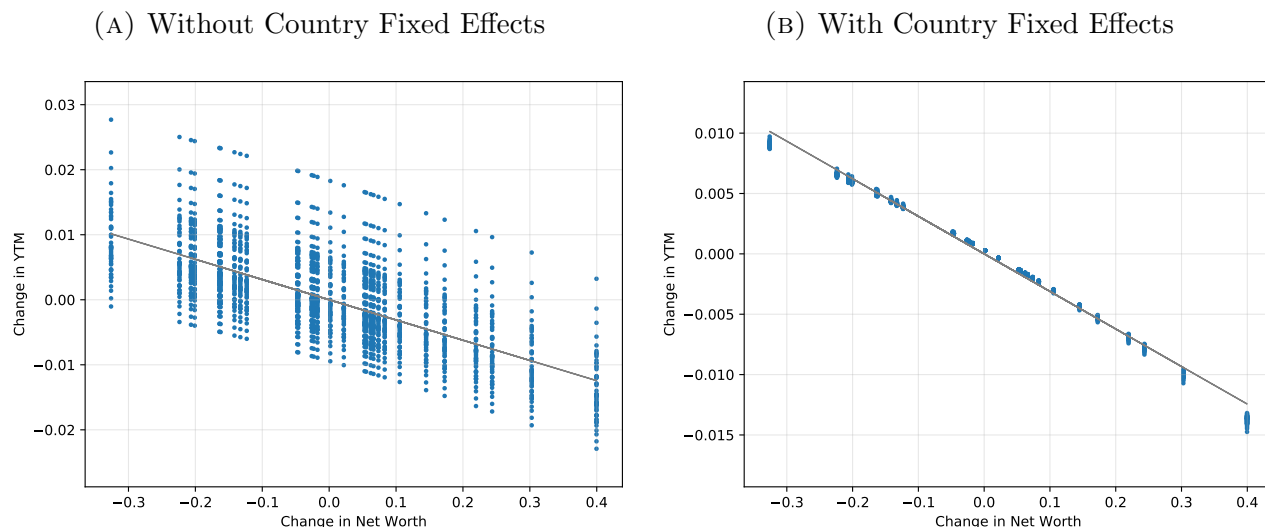 (A) Without Country Fixed Effects
0.03
0.02
0.01
0.00
−0.01
−0.02
Change in YTM
−0.3 −0.2 −0.1 0.0 0.1 0.2 0.3 0.4
Change in Net Worth
(B) With Country Fixed Effects
0.010
0.005
0.000
−0.005
−0.010
−0.015
Change in YTM
−0.3 −0.2 −0.1 0.0 0.1 0.2 0.3 0.4
Change in Net Worth